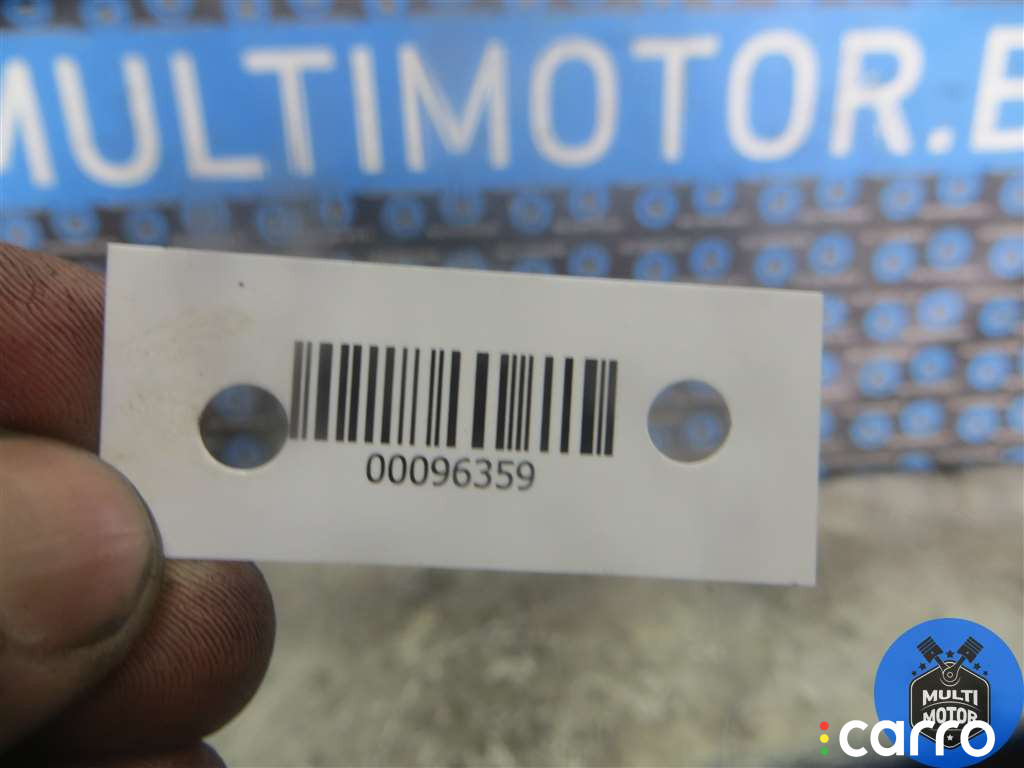 MULTIMOTOR.B
00096359
MULTI
MOTOR
carro